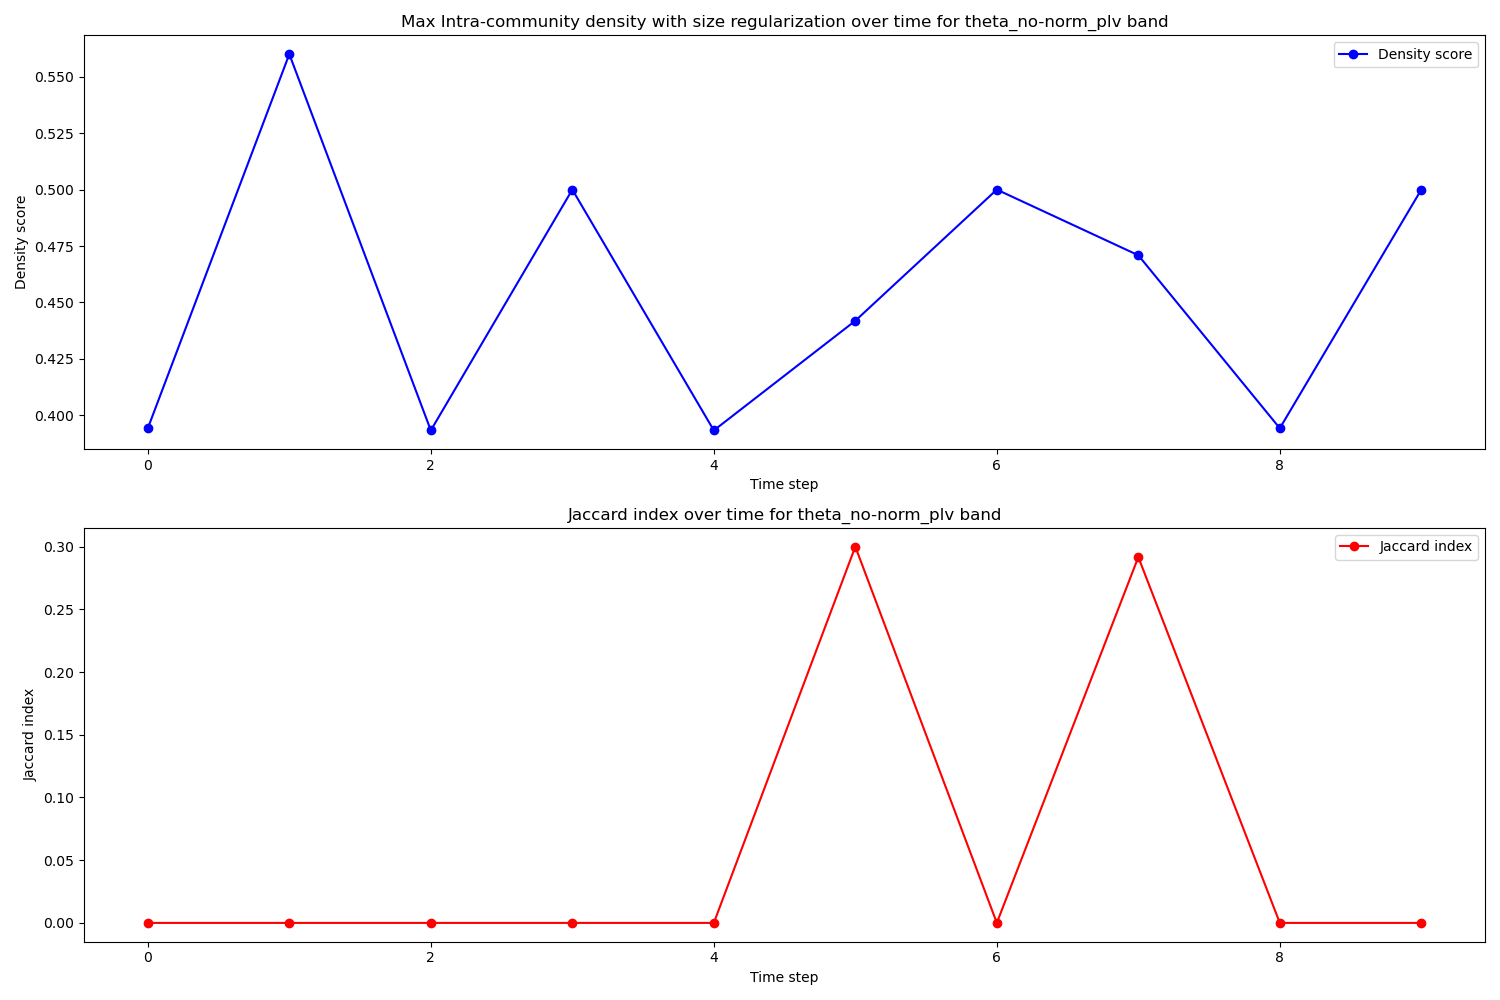 Max Intra-community density with size regularization over time for theta_no-norm_plv band
Density score
0.550
0.525
0.500
0.475
0.450
0.425
0.400
Density score
0 2 4 6 8
Time step
Jaccard index over time for theta_no-norm_plv band
Jaccard index
0.30
0.25
0.20
0.15
0.10
0.05
0.00
Jaccard index
0 2 4 6 8
Time step